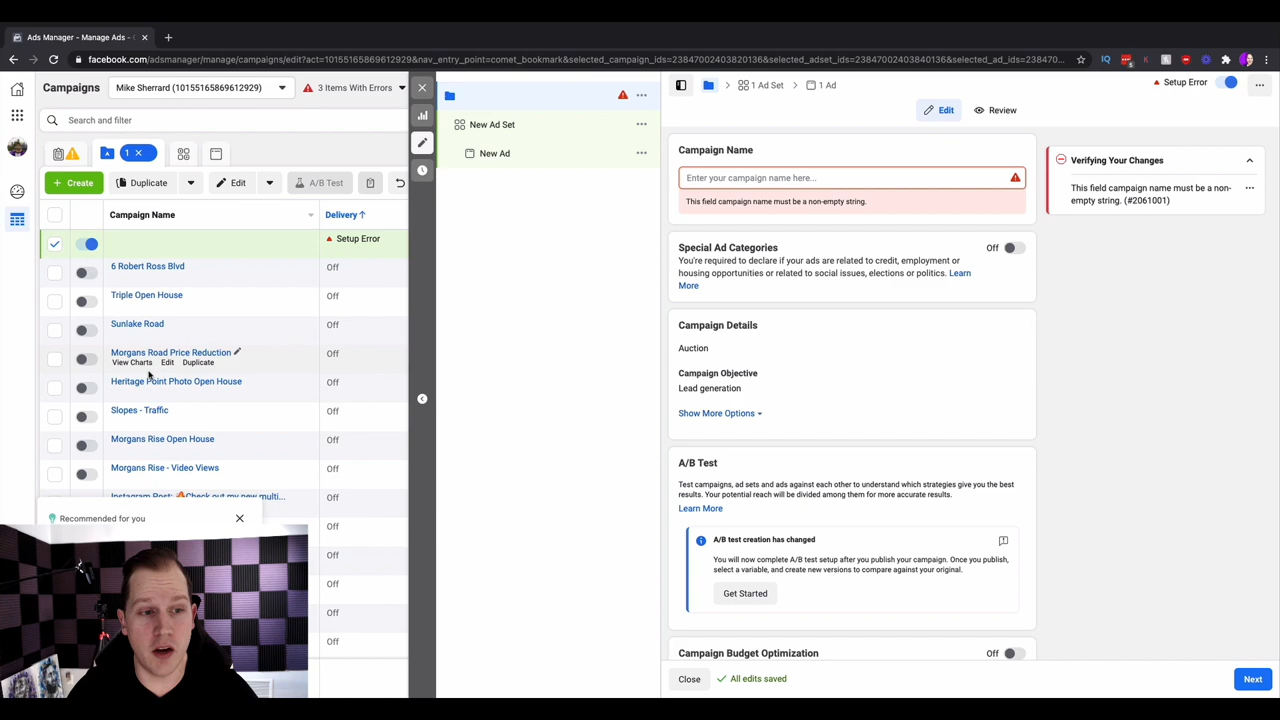 Ads Manager - Manage Ads - C
facebook.com/adsmanager/manage/campaigns/edit?act=10155165869612929&nav_entry_point=comet_bookmark&selected_campaign_ids=23847002403820136&selected_adset_ids=23847002403840136&selected_ad_ids=238470...
Campaigns
Mike Sherrard (10155165869612929)
3 Items With Errors
Search and filter
1
+ Create
Duplicate
Edit
A/B Test
Campaign Name
Delivery ↑
Setup Error
6 Robert Ross Blvd
Off
Triple Open House
Off
Sunlake Road
Off
Morgans Road Price Reduction
Off
View Charts Edit Duplicate
Heritage Point Photo Open House
Off
Slopes - Traffic
Off
Morgans Rise Open House
Off
Morgans Rise - Video Views
Off
Instagram Post: 🔥Check out my new multi...
Off
Recommended for you
Off
Off
Off
Off
Off
New Ad Set
New Ad
1 Ad Set
1 Ad
Setup Error
Edit
Review
Campaign Name
Enter your campaign name here...
This field campaign name must be a non-empty string.
Special Ad Categories
Off
You're required to declare if your ads are related to credit, employment or
housing opportunities or related to social issues, elections or politics. Learn
More
Campaign Details
Auction
Campaign Objective
Lead generation
Show More Options
A/B Test
Test campaigns, ad sets and ads against each other to understand which strategies give you the best
results. Your potential reach will be divided among them for more accurate results.
Learn More
A/B test creation has changed
You will now complete A/B test setup after you publish your campaign. Once you publish,
select a variable, and create new versions to compare against your original.
Get Started
Campaign Budget Optimization
Off
Close
All edits saved
Next
Verifying Your Changes
This field campaign name must be a non-
empty string. (#2061001)